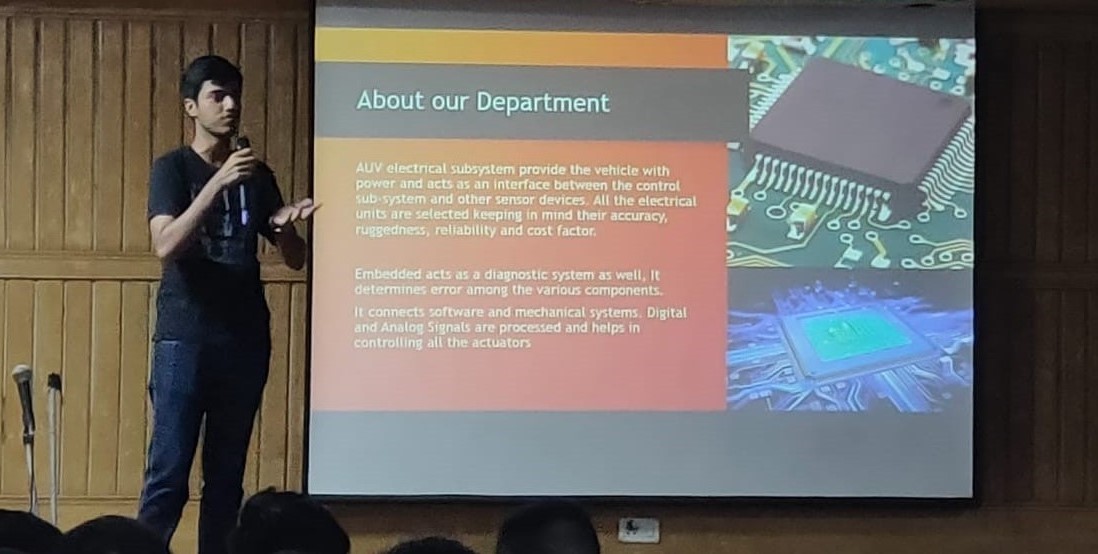 About our Department
AUV electrical subsystem provide the vehicle with
power and acts as an interface between the control
sub-system and other sensor devices. All the electrical
units are selected keeping in mind their accuracy,
ruggedness, reliability and cost factor.
Embedded acts as a diagnostic system as well, It
determines error among the various components.
It connects software and mechanical systems. Digital
and Analog Signals are processed and helps in
controlling all the actuators